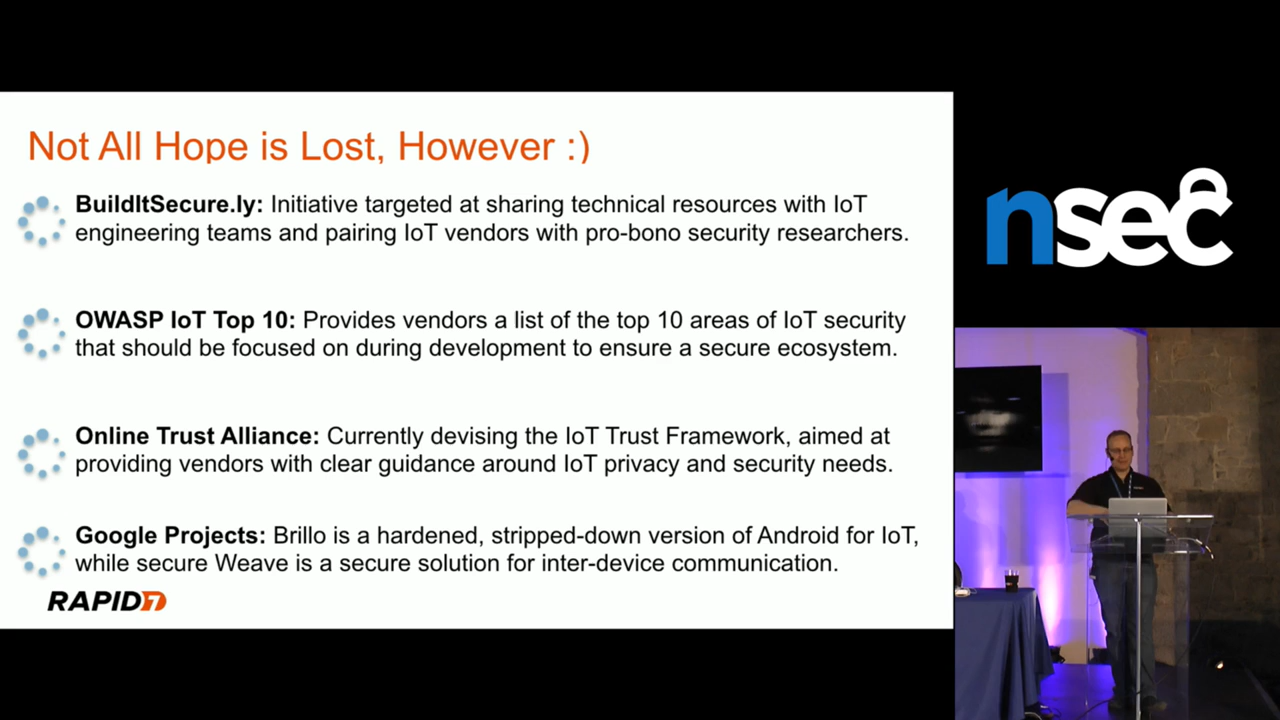 Not All Hope is Lost, However :)
BuildItSecure.ly: Initiative targeted at sharing technical resources with IoT
engineering teams and pairing IoT vendors with pro-bono security researchers.
OWASP IoT Top 10: Provides vendors a list of the top 10 areas of IoT security
that should be focused on during development to ensure a secure ecosystem.
Online Trust Alliance: Currently devising the IoT Trust Framework, aimed at
providing vendors with clear guidance around IoT privacy and security needs.
Google Projects: Brillo is a hardened, stripped-down version of Android for IoT,
while secure Weave is a secure solution for inter-device communication.
RAPID7
nsec